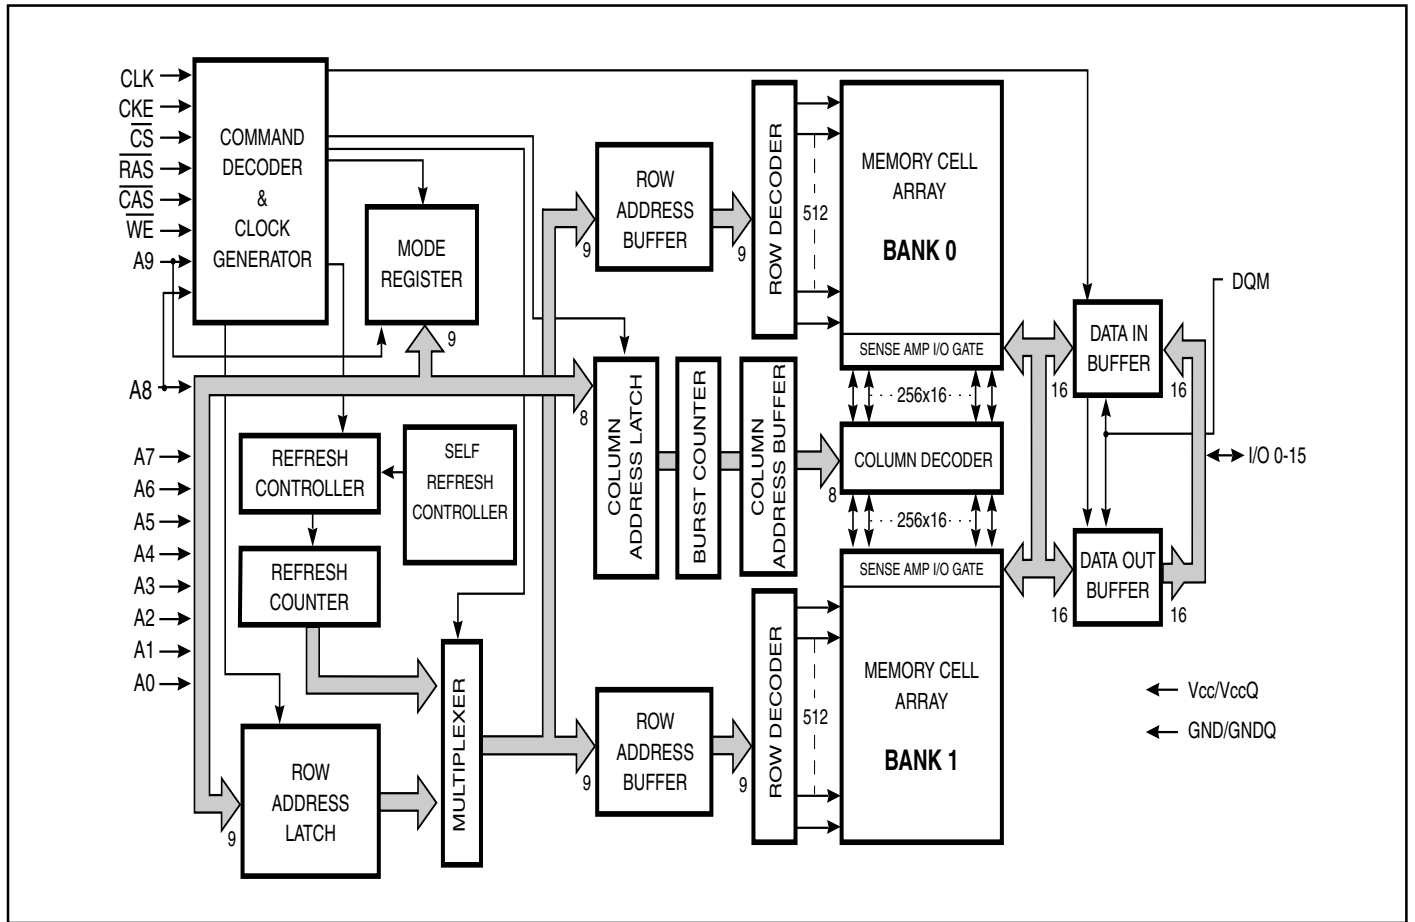 CLK
CKE
CS
RAS
CAS
WE
A9
A8
A7
A6
A5
A4
A3
A2
A1
A0
COMMAND
DECODER
&
CLOCK
GENERATOR
MODE
REGISTER
9
REFRESH
CONTROLLER
SELF
REFRESH
CONTROLLER
REFRESH
COUNTER
ROW
ADDRESS
LATCH
9
MULTIPLEXER
ROW
ADDRESS
BUFFER
9
9
ROW DECODER
512
MEMORY CELL
ARRAY
BANK 0
SENSE AMP I/O GATE
8
COLUMN
ADDRESS LATCH
BURST COUNTER
COLUMN
ADDRESS BUFFER
8
256x16
COLUMN DECODER
256x16
ROW
ADDRESS
BUFFER
9
9
ROW DECODER
512
SENSE AMP I/O GATE
MEMORY CELL
ARRAY
BANK 1
DATA IN
BUFFER
16
16
DATA OUT
BUFFER
16
16
DQM
I/O 0-15
Vcc/VccQ
GND/GNDQ